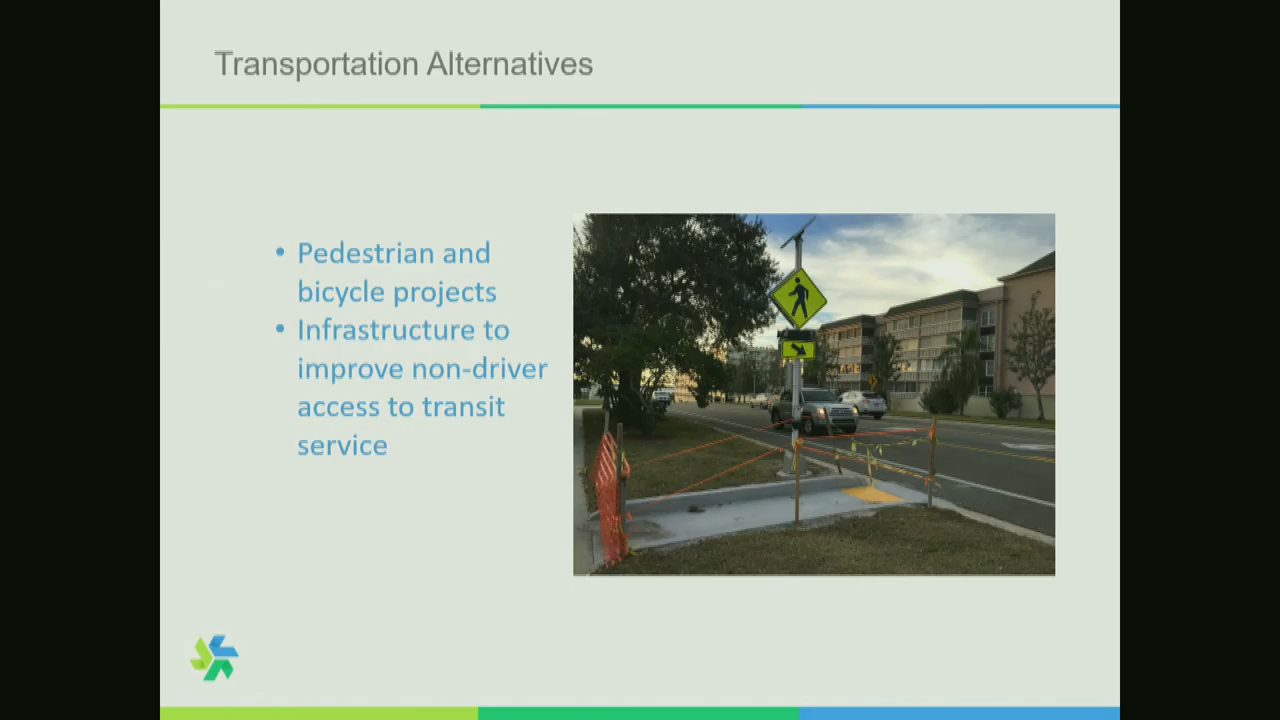 Transportation Alternatives
• Pedestrian and
bicycle projects
• Infrastructure to
improve non-driver
access to transit
service